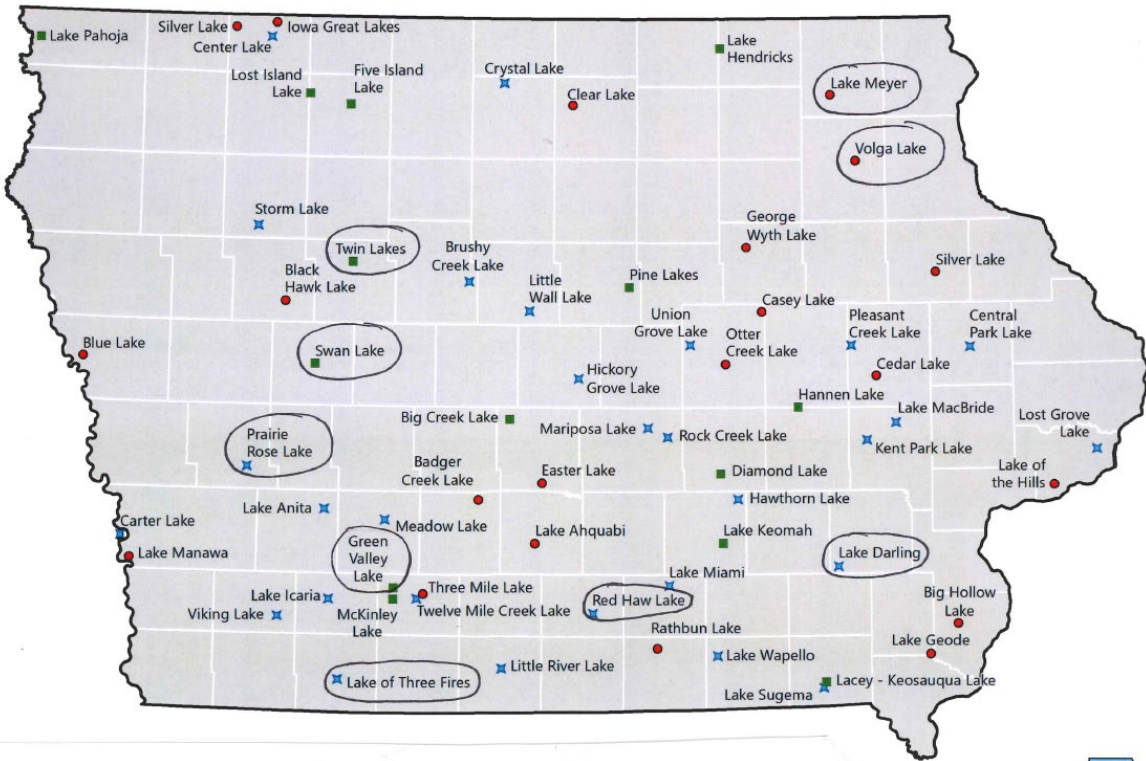 Silver Lake
Iowa Great Lakes
Lake Pahoja
Center Lake
Lake
Hendricks
Lost Island
Lake
Five Island
Lake
Crystal Lake
Clear Lake
Lake Meyer
Volga Lake
Storm Lake
Twin Lakes
Brushy
Creek Lake
George
Wyth Lake
Black
Hawk Lake
Little
Wall Lake
Pine Lakes
Silver Lake
Casey Lake
Blue Lake
Swan Lake
Union
Grove Lake
Otter
Creek Lake
Pleasant
Creek Lake
Central
Park Lake
Hickory
Grove Lake
Cedar Lake
Hannen Lake
Big Creek Lake
Mariposa Lake
Rock Creek Lake
Lake MacBride
Kent Park Lake
Lost Grove
Lake
Prairie
Rose Lake
Badger
Creek Lake
Easter Lake
Diamond Lake
Lake of
the Hills
Lake Anita
Meadow Lake
Hawthorn Lake
Carter Lake
Lake Manawa
Green
Valley
Lake
Lake Ahquabi
Lake Keomah
Lake Darling
Lake Icaria
Viking Lake
McKinley
Lake
Three Mile Lake
Twelve Mile Creek Lake
Lake Miami
Red Haw Lake
Big Hollow
Lake
Rathbun Lake
Lake Wapello
Lake Geode
Lake of Three Fires
Little River Lake
Lacey - Keosauqua Lake
Lake Sugema